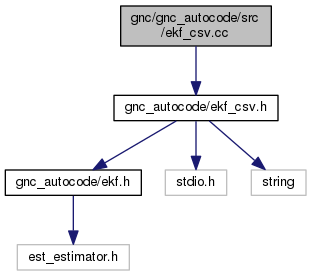 gnc/gnc_autocode/src
/ekf_csv.cc
gnc_autocode/ekf_csv.h
gnc_autocode/ekf.h
stdio.h
string
est_estimator.h